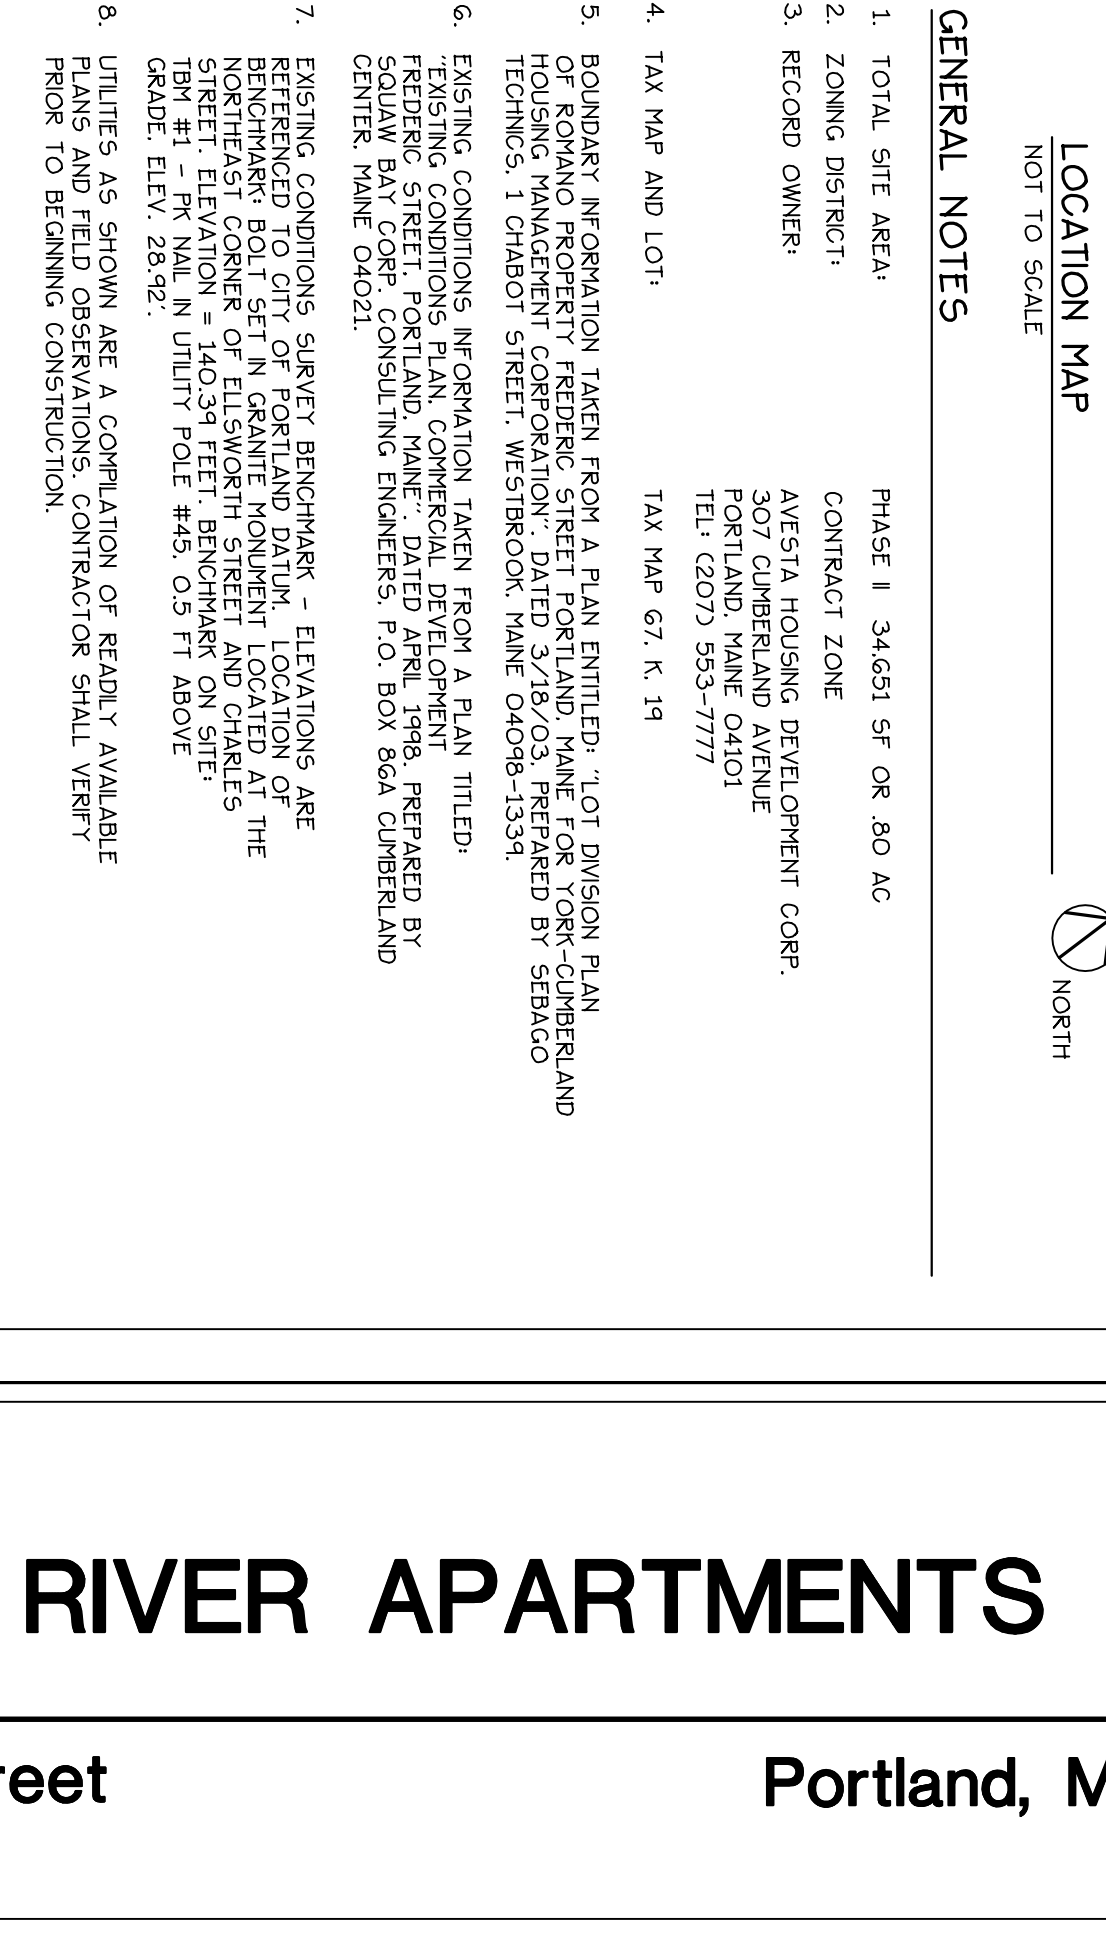 LOCATION MAP
NOT TO SCALE
NORTH
GENERAL NOTES
1. TOTAL SITE AREA: PHASE II 34,651 SF OR .80 AC
2. ZONING DISTRICT: CONTRACT ZONE
3. RECORD OWNER: AVESTA HOUSING DEVELOPMENT CORP.
307 CUMBERLAND AVENUE
PORTLAND, MAINE 04101
TEL: (207) 553-7777
4. TAX MAP AND LOT: TAX MAP 67, K, 19
5. BOUNDARY INFORMATION TAKEN FROM A PLAN ENTITLED: "LOT DIVISION PLAN
OF ROMANO PROPERTY FREDERIC STREET PORTLAND, MAINE FOR YORK-CUMBERLAND
HOUSING MANAGEMENT CORPORATION", DATED 3/18/03, PREPARED BY SEBAGO
TECHNICS, 1 CHABOT STREET, WESTBROOK, MAINE 04098-1339.
6. EXISTING CONDITIONS INFORMATION TAKEN FROM A PLAN TITLED:
"EXISTING CONDITIONS PLAN, COMMERCIAL DEVELOPMENT
FREDERIC STREET, PORTLAND, MAINE", DATED APRIL 1998, PREPARED BY
SQUAW BAY CORP. CONSULTING ENGINEERS, P.O. BOX 86A CUMBERLAND
CENTER, MAINE 04021.
7. EXISTING CONDITIONS SURVEY BENCHMARK - ELEVATIONS ARE
REFERENCED TO CITY OF PORTLAND DATUM. LOCATION OF
BENCHMARK: BOLT SET IN GRANITE MONUMENT LOCATED AT THE
NORTHEAST CORNER OF ELLSWORTH STREET AND CHARLES
STREET. ELEVATION = 140.39 FEET. BENCHMARK ON SITE:
TBM #1 - PK NAIL IN UTILITY POLE #45, 0.5 FT ABOVE
GRADE, ELEV. 28.92'.
8. UTILITIES AS SHOWN ARE A COMPILATION OF READILY AVAILABLE
PLANS AND FIELD OBSERVATIONS. CONTRACTOR SHALL VERIFY
PRIOR TO BEGINNING CONSTRUCTION.
RIVER APARTMENTS
reet Portland, M